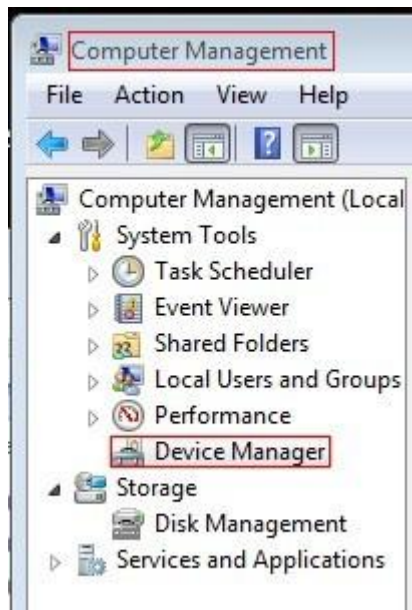 Computer Management
File Action View Help
Computer Management (Local
System Tools
Task Scheduler
Event Viewer
Shared Folders
Local Users and Groups
Performance
Device Manager
Storage
Disk Management
Services and Applications